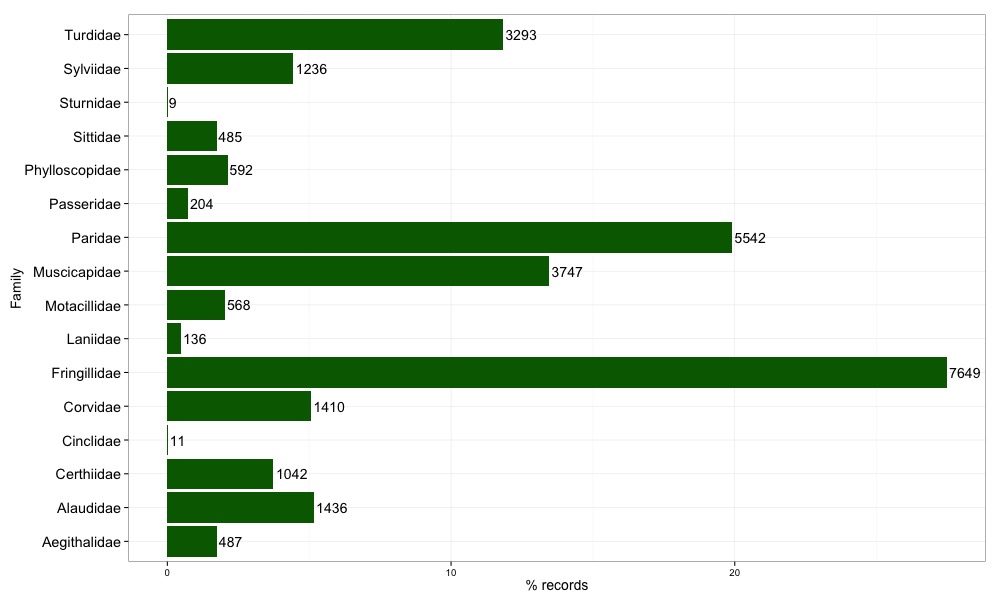 Turdidae 3293
Sylviidae 1236
Sturnidae 9
Sittidae 485
Phylloscopidae 592
Passeridae 204
Paridae 5542
Muscicapidae 3747
Motacillidae 568
Laniidae 136
Fringillidae 7649
Corvidae 1410
Cinclidae 11
Certhiidae 1042
Alaudidae 1436
Aegithalidae 487
Family
0 10 20
% records